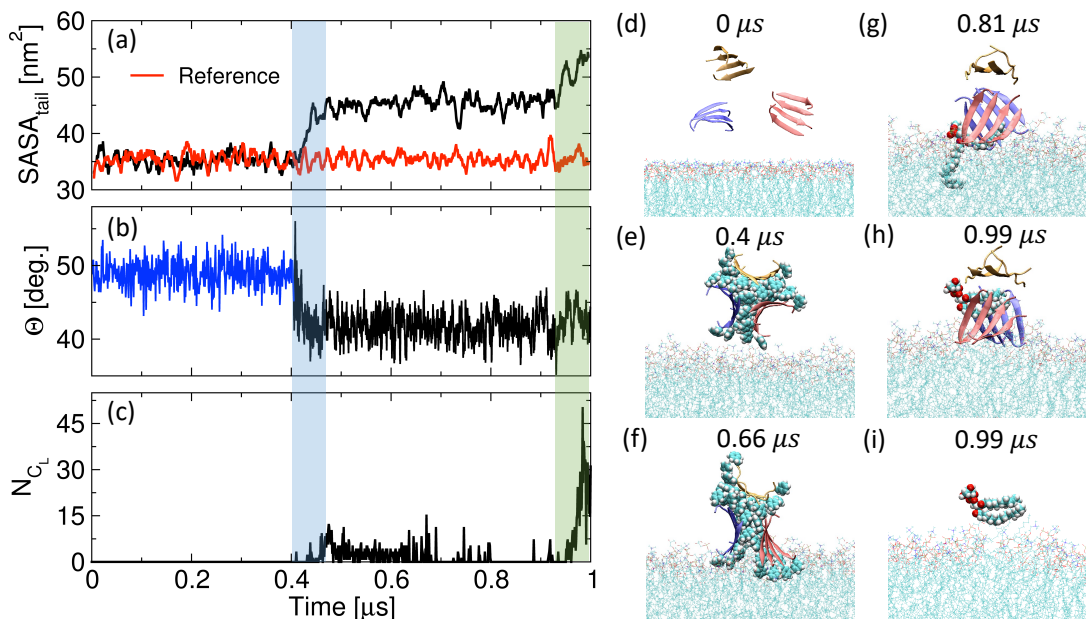 (a)
SASA_tail [nm²]
60
50
40
30
Reference
(b)
Θ [deg.]
50
40
(c)
N_C_L
45
30
15
0
0
0.2
0.4
0.6
0.8
1
Time [μs]
(d)
0 μs
(e)
0.4 μs
(f)
0.66 μs
(g)
0.81 μs
(h)
0.99 μs
(i)
0.99 μs